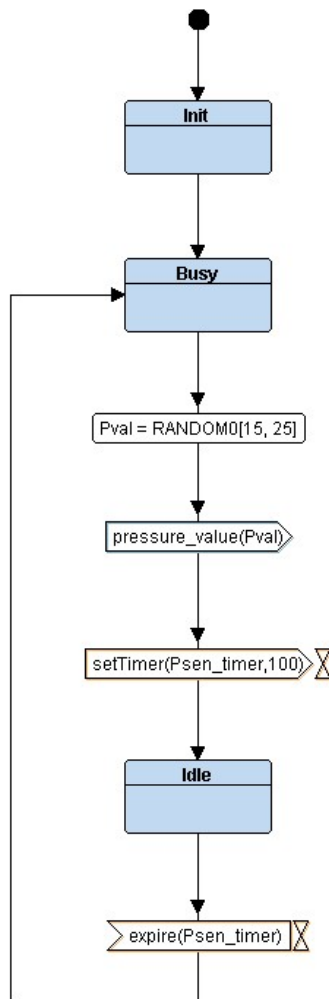 Init
Busy
Pval = RANDOM0[15, 25]
pressure_value(Pval)
setTimer(Psen_timer,100)
Idle
expire(Psen_timer)